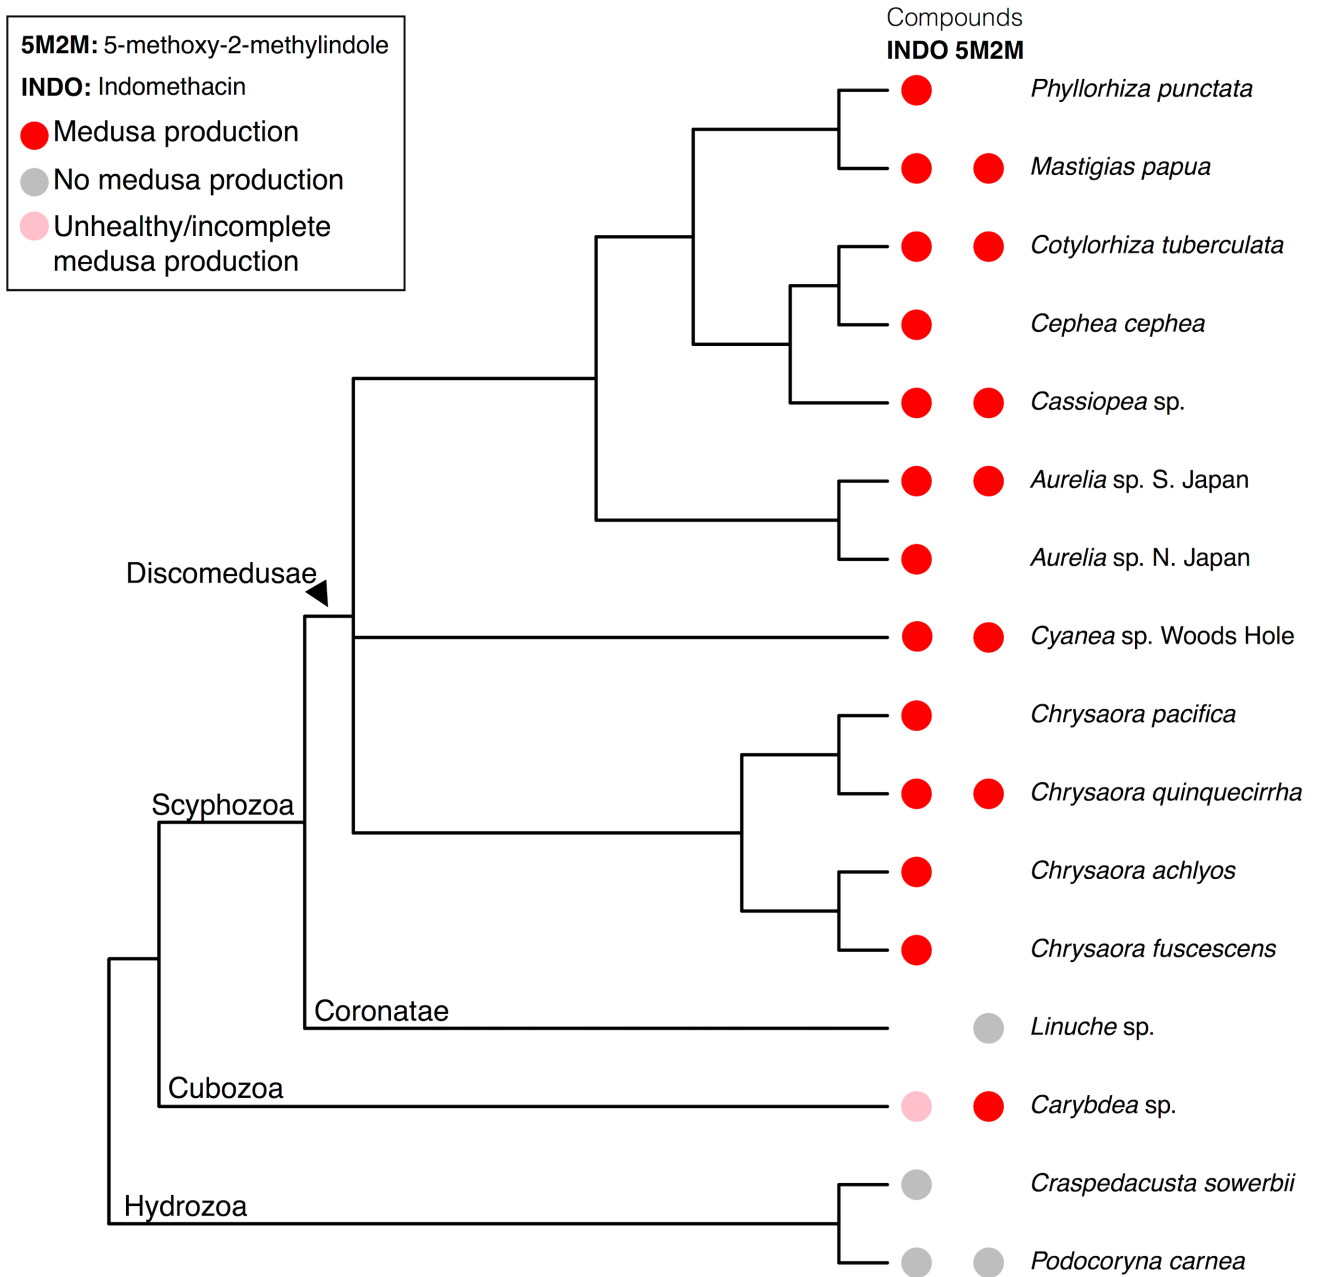 5M2M: 5-methoxy-2-methylindole
INDO: Indomethacin
Medusa production
No medusa production
Unhealthy/incomplete
medusa production
Compounds
INDO 5M2M
Phyllorhiza punctata
Mastigias papua
Cotylorhiza tuberculata
Cephea cephea
Cassiopea sp.
Aurelia sp. S. Japan
Aurelia sp. N. Japan
Discomedusae
Cyanea sp. Woods Hole
Chrysaora pacifica
Chrysaora quinquecirrha
Scyphozoa
Chrysaora achlyos
Chrysaora fuscescens
Coronatae
Linuche sp.
Cubozoa
Carybdea sp.
Craspedacusta sowerbii
Hydrozoa
Podocoryna carnea